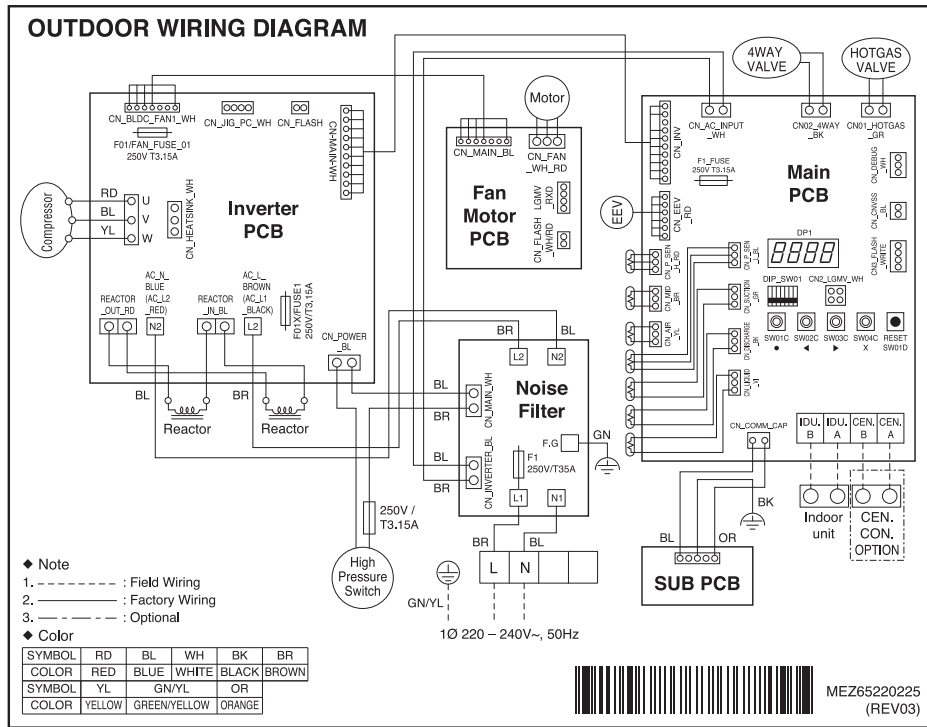 OUTDOOR WIRING DIAGRAM
CN_BLDC_FAN1_WH
CN_JIG_PC_WH
CN_FLASH
F01/FAN_FUSE_01
250V T3.15A
CN-MAIN-WH
Compressor
RD
BL
YL
U
V
W
CN_HEATSINK_WH
Inverter
PCB
REACTOR
_OUT_RD
AC_N_
BLUE
(AC_L2
_RED)
N2
REACTOR
_IN_BL
AC_L_
BROWN
(AC_L1
_BLACK)
L2
F01X/FUSE1
250V/T3.15A
CN_POWER
_BL
BL
Reactor
BR
Reactor
Motor
CN_MAIN_BL
CN_FAN
_WH_RD
Fan
Motor
PCB
LGMV
_RXD
CN_FLASH
_WH/RD
4WAY
VALVE
HOTGAS
VALVE
CN_INV
CN_AC_INPUT
_WH
CN02_4WAY
_BK
CN01_HOTGAS
_GR
F1_FUSE
250V T3.15A
Main
PCB
CN_DEBUG
_WH
CN_CNVSS
_BL
CN3_FLASH
_WRITE
EEV
CN_EEV
_RD
CN_P_SEN
_H_RD
CN_MID
_BR
CN_AIR
_YL
CN_P_SEN
_L_BL
CN_SUCTION
_GR
CN_DISCHARGE
_BK
CN_LIQUID
_VI
DP1
DIP_SW01
CN2_LGMV_WH
SW01C
●
SW02C
◀
SW03C
▶
SW04C
X
RESET
SW01D
CN_COMM_CAP
IDU.
B
IDU.
A
CEN.
B
CEN.
A
Indoor
unit
CEN.
CON.
OPTION
BL
OR
BK
SUB PCB
BR
BL
L2
N2
Noise
Filter
BL
BR
CN_MAIN_WH
BL
BR
CN_INVERTER_BL
F.G
GN
F1
250V/T35A
L1
N1
BR
BL
L
N
GN/YL
1Ø 220 – 240V~, 50Hz
250V /
T3.15A
High
Pressure
Switch
◆ Note
1. : Field Wiring
2. : Factory Wiring
3. : Optional
◆ Color
SYMBOL RD BL WH BK BR
COLOR RED BLUE WHITE BLACK BROWN
SYMBOL YL GN/YL OR
COLOR YELLOW GREEN/YELLOW ORANGE
MEZ65220225
(REV03)